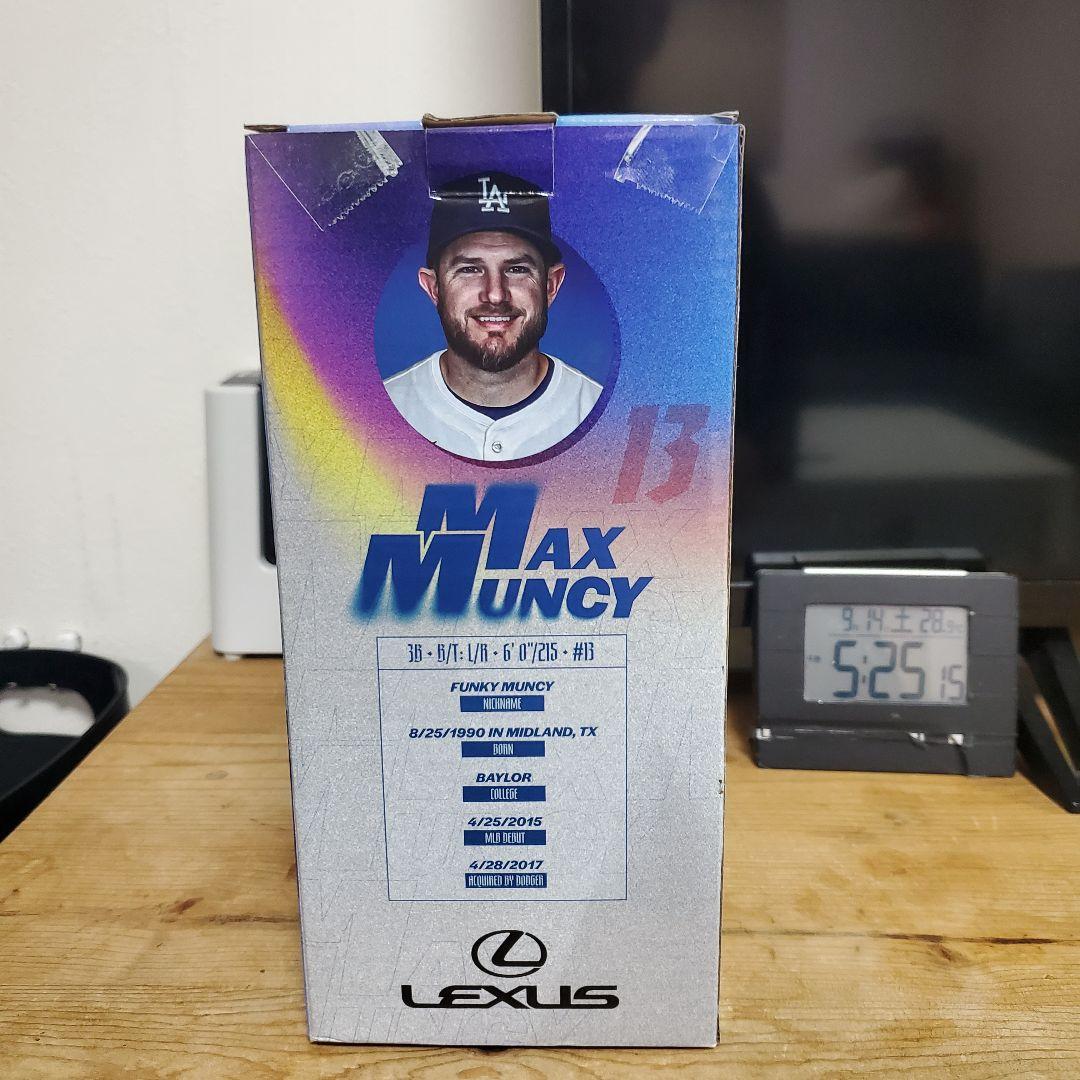 LA
13
MAX
MUNCY
3B • B/T: L/R • 6' 0"/215 • #13
FUNKY MUNCY
NICKNAME
8/25/1990 IN MIDLAND, TX
BORN
BAYLOR
COLLEGE
4/25/2015
MLB DEBUT
4/28/2017
ACQUIRED BY DODGER
LEXUS
9.14 土 28.9℃
5:25 15